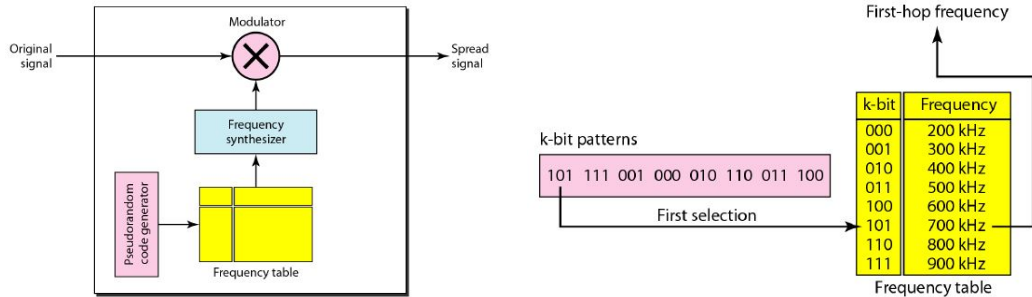 Modulator
Original
signal
Spread
signal
Frequency
synthesizer
Pseudorandom
code generator
Frequency table
First-hop frequency
k-bit patterns
101 111 001 000 010 110 011 100
First selection
k-bit Frequency
000 200 kHz
001 300 kHz
010 400 kHz
011 500 kHz
100 600 kHz
101 700 kHz
110 800 kHz
111 900 kHz
Frequency table